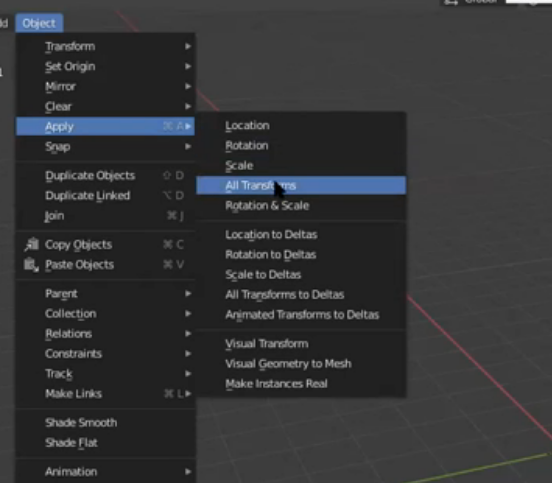 Object
Transform
Set Origin
Mirror
Clear
Apply ⌘ A
Snap
Duplicate Objects ⇧ D
Duplicate Linked ⌥ D
Join ⌘ J
Copy Objects ⌘ C
Paste Objects ⌘ V
Parent
Collection
Relations
Constraints
Track
Make Links ⌘ L
Shade Smooth
Shade Flat
Animation
Location
Rotation
Scale
All Transforms
Rotation & Scale
Location to Deltas
Rotation to Deltas
Scale to Deltas
All Transforms to Deltas
Animated Transforms to Deltas
Visual Transform
Visual Geometry to Mesh
Make Instances Real